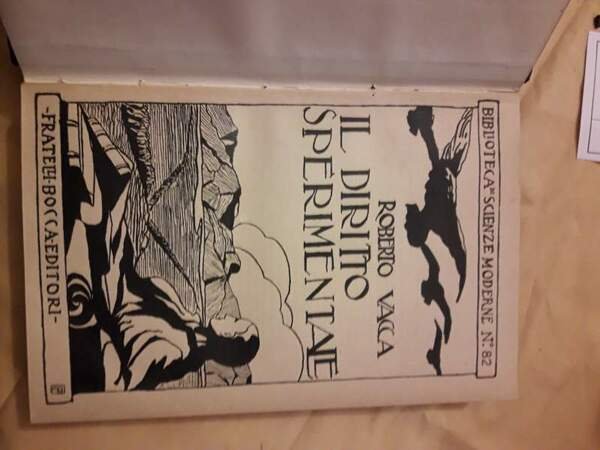 BIBLIOTECA DI SCIENZE MODERNE N° 82
ROBERTO VACCA
IL DIRITTO
SPERIMENTALE
-FRATELLI·BOCCA·EDITORI-